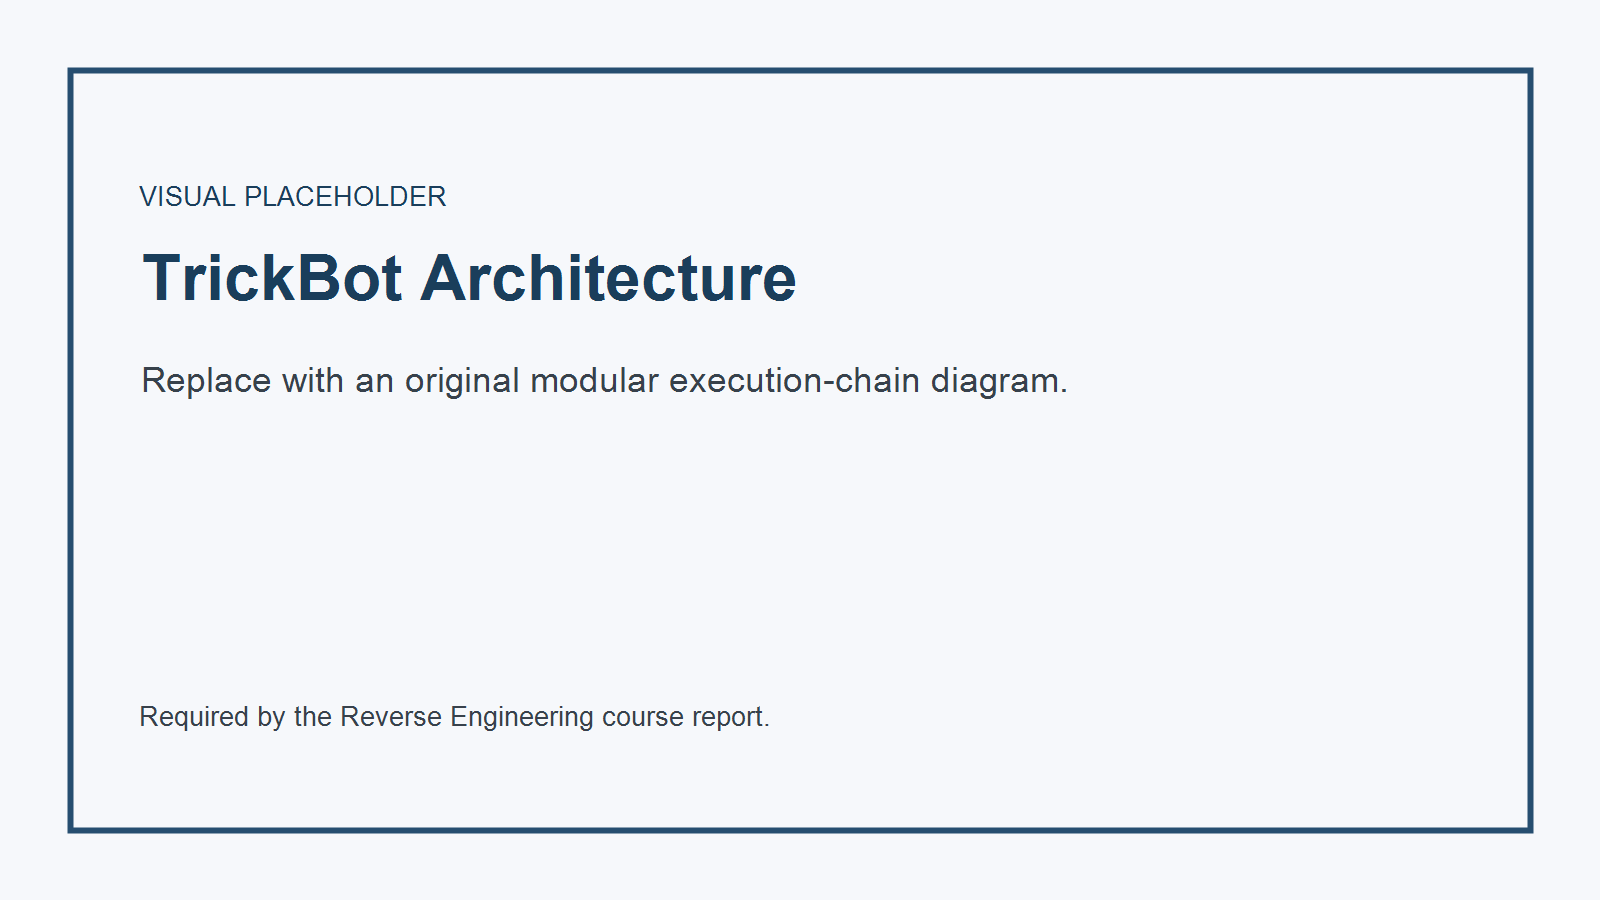 VISUAL PLACEHOLDER
TrickBot Architecture
Replace with an original modular execution-chain diagram.
Required by the Reverse Engineering course report.